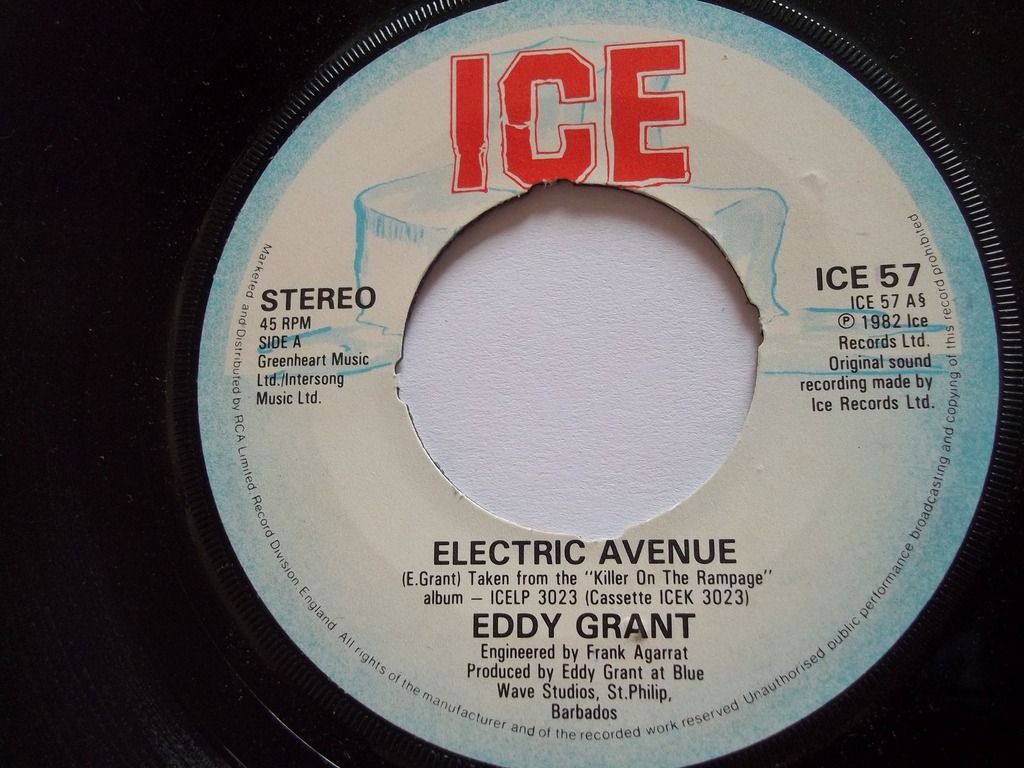 ICE
STEREO
45 RPM
SIDE A
Greenheart Music
Ltd./Intersong
Music Ltd.
ICE 57
ICE 57 A§
℗ 1982 Ice
Records Ltd.
Original sound
recording made by
Ice Records Ltd.
ELECTRIC AVENUE
(E.Grant) Taken from the "Killer On The Rampage"
album – ICELP 3023 (Cassette ICEK 3023)
EDDY GRANT
Engineered by Frank Agarrat
Produced by Eddy Grant at Blue
Wave Studios, St.Philip,
Barbados
Marketed and Distributed by RCA Limited Record Division England. All rights of the manufacturer and of the recorded work reserved Unauthorised public performance broadcasting and copying of this record prohibited